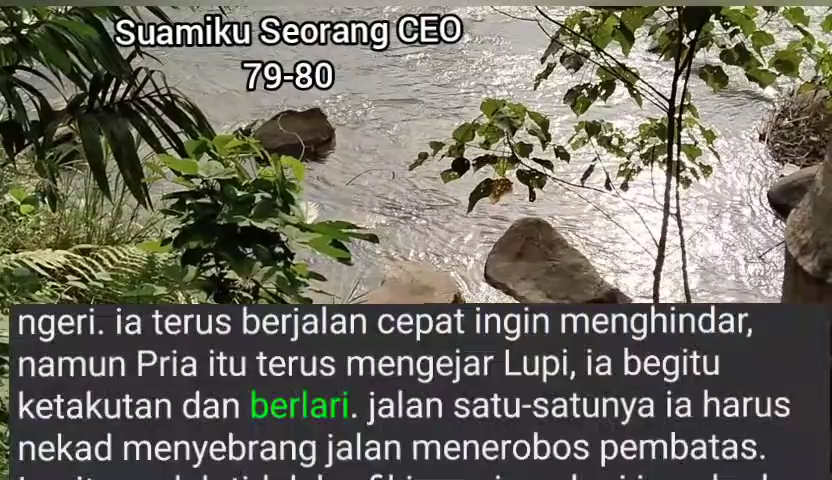 Suamiku Seorang CEO
79-80
ngeri. ia terus berjalan cepat ingin menghindar,
namun Pria itu terus mengejar Lupi, ia begitu
ketakutan dan berlari. jalan satu-satunya ia harus
nekad menyebrang jalan menerobos pembatas.